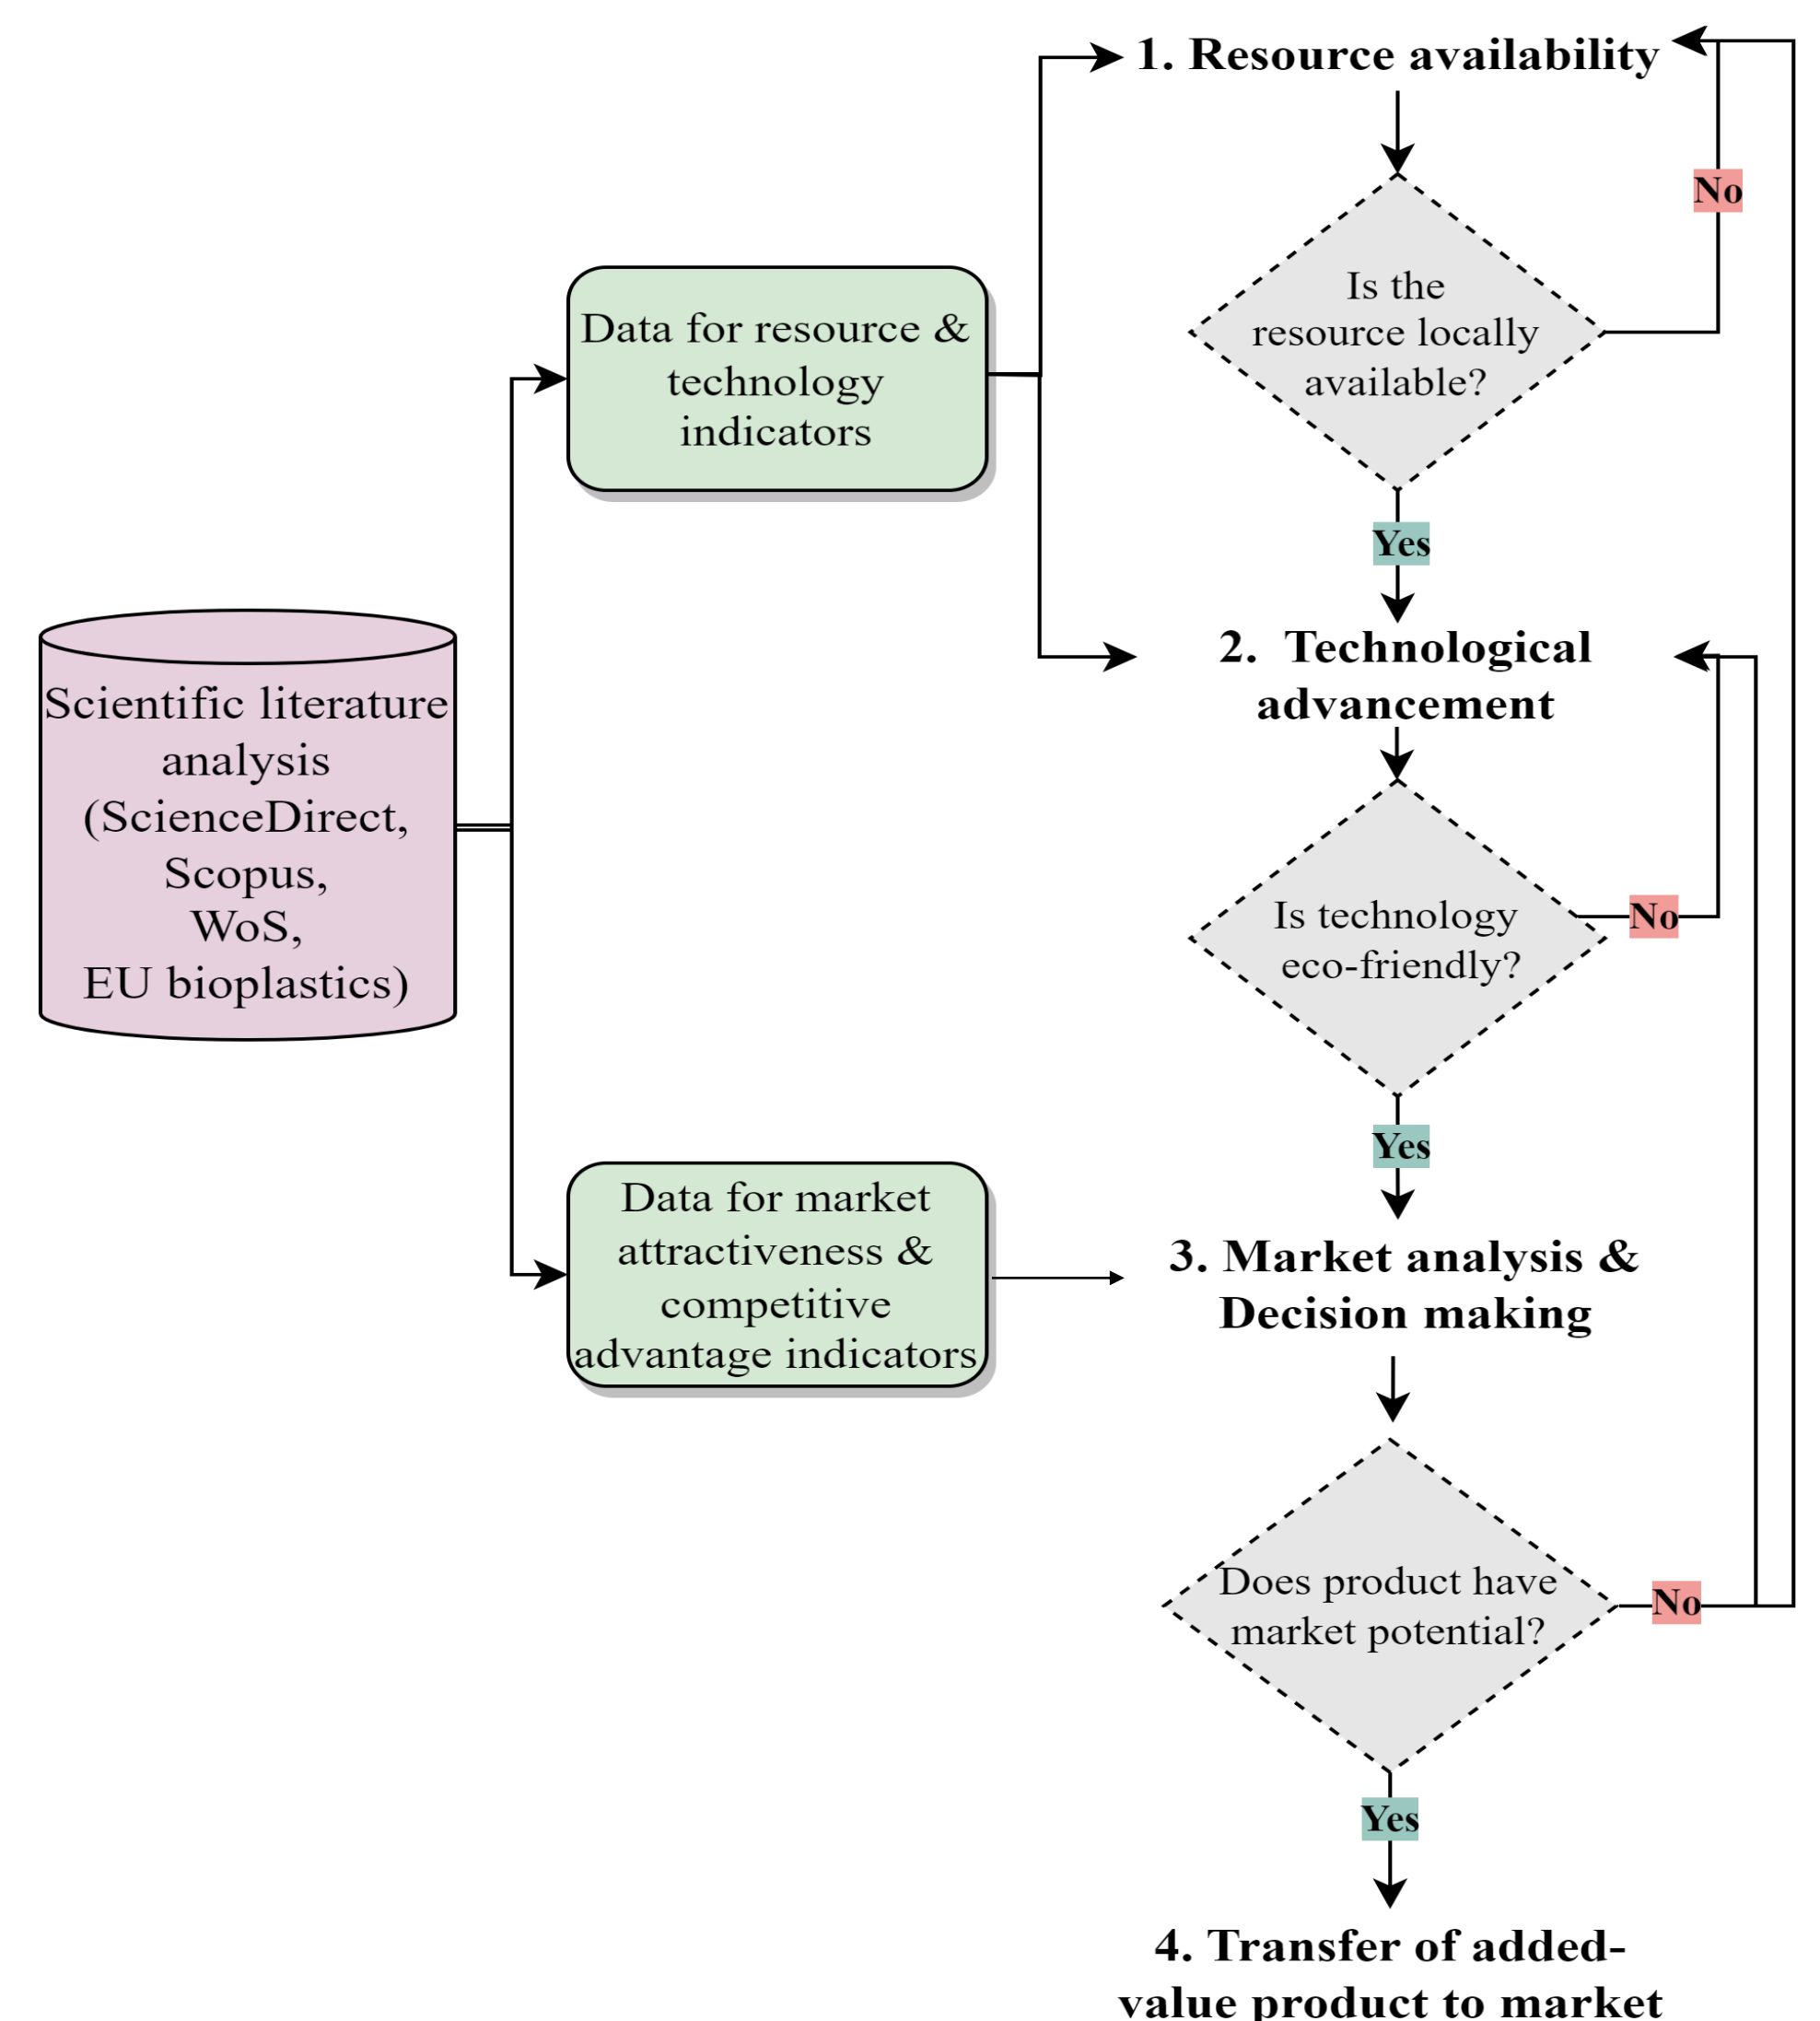 Scientific literature
analysis
(ScienceDirect,
Scopus,
WoS,
EU bioplastics)
Data for resource &
technology
indicators
Data for market
attractiveness &
competitive
advantage indicators
1. Resource availability
Is the
resource locally
available?
No
Yes
2. Technological
advancement
Is technology
eco-friendly?
No
Yes
3. Market analysis &
Decision making
Does product have
market potential?
No
Yes
4. Transfer of added-
value product to market